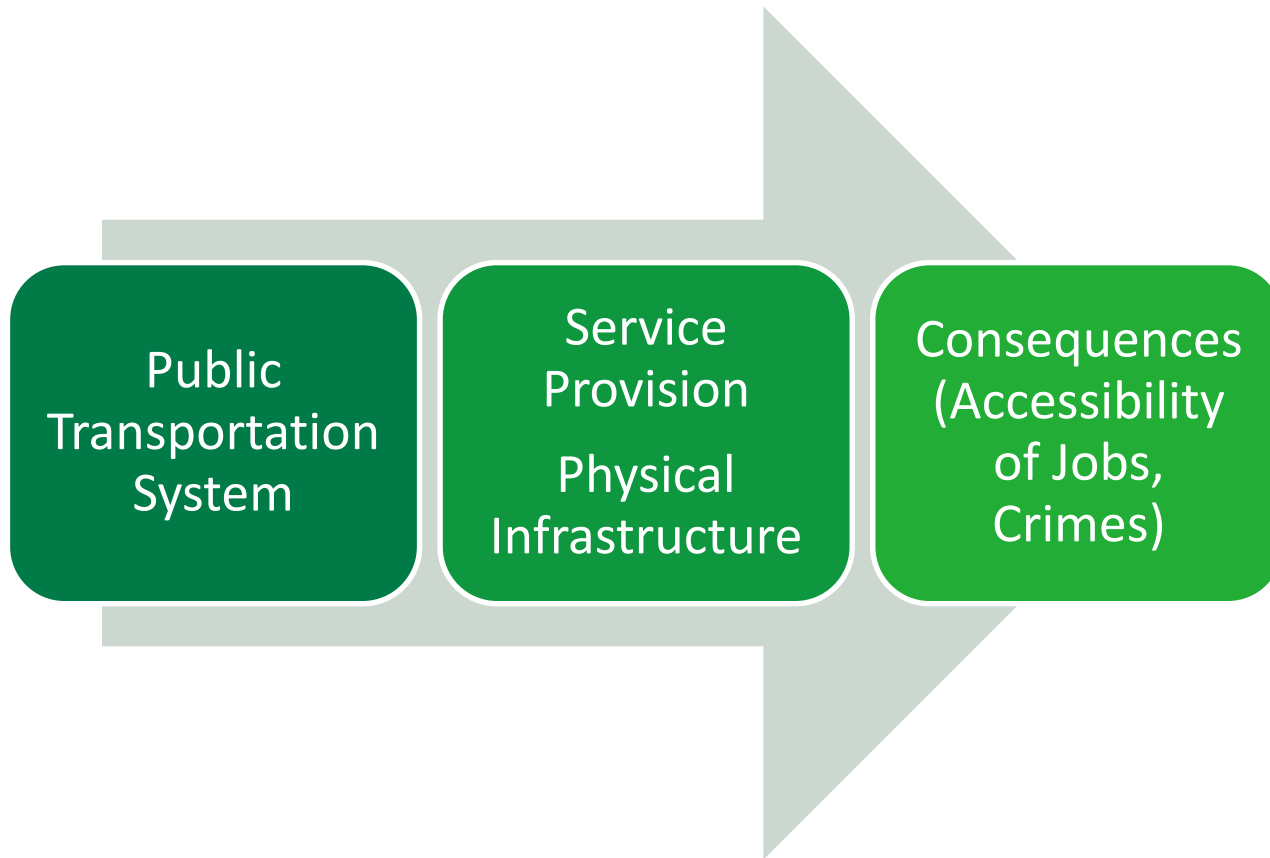 Public
Transportation
System
Service
Provision
Physical
Infrastructure
Consequences
(Accessibility
of Jobs,
Crimes)